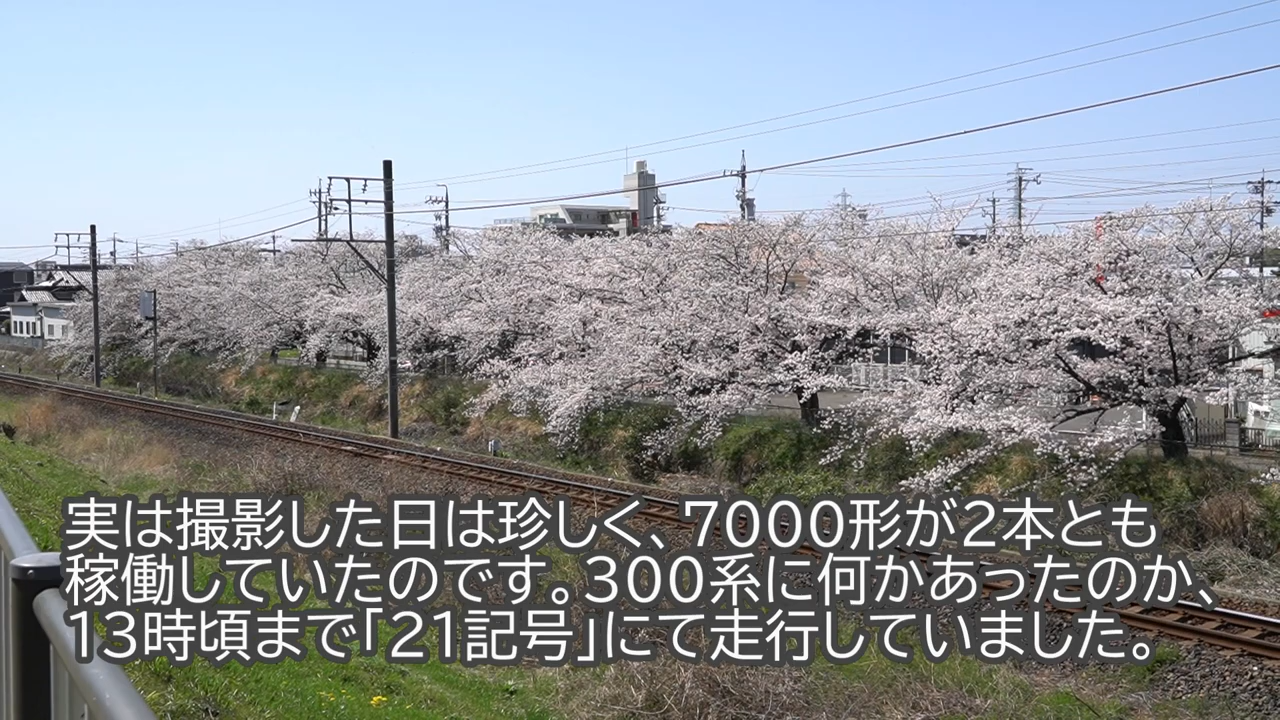 実は撮影した日は珍しく、7000形が2本とも
稼働していたのです。300系に何かあったのか、
13時頃まで｢21記号｣にて走行していました。